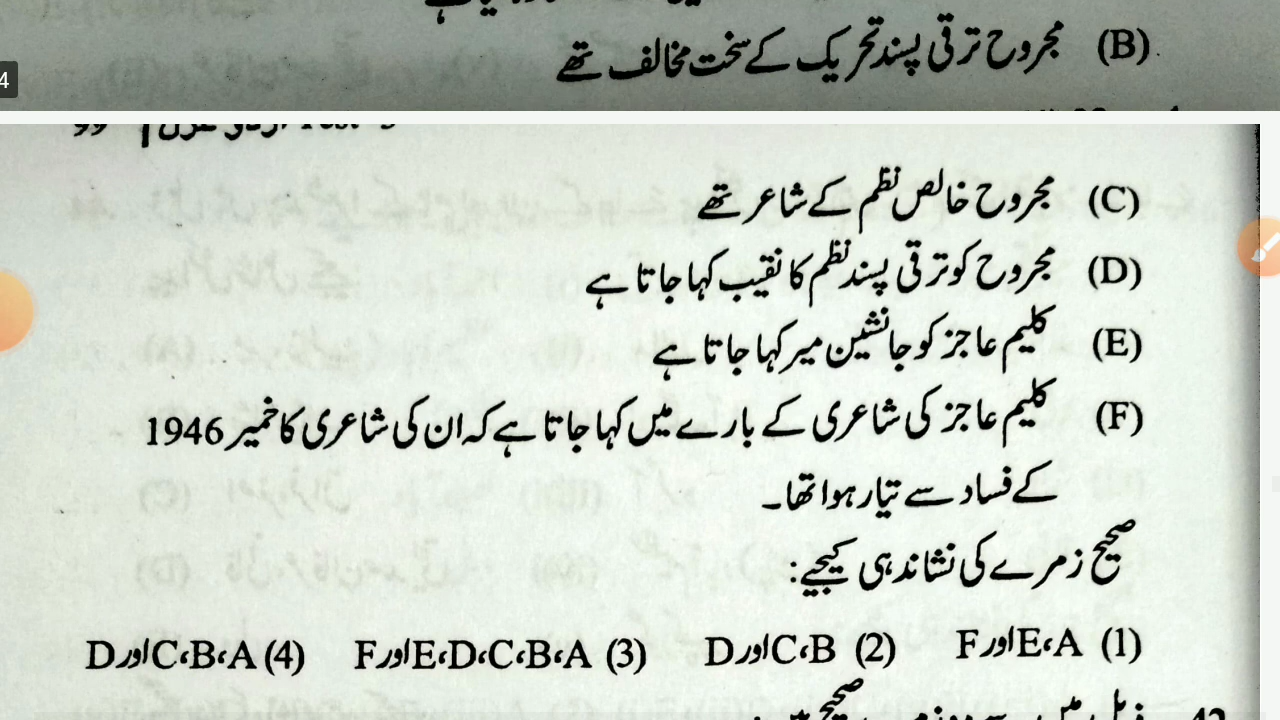 (B) مجروح ترقی پسند تحریک کے سخت مخالف تھے
4
99
(C) مجروح خالص نظم کے شاعر تھے
(D) مجروح کو ترقی پسند نظم کا نقیب کہا جاتا ہے
(E) کلیم عاجز کو جانشین میر کہا جاتا ہے
(F) کلیم عاجز کی شاعری کے بارے میں کہا جاتا ہے کہ ان کی شاعری کا خمیر 1946
کے فساد سے تیار ہوا تھا۔
صحیح زمرے کی نشاندہی کیجیے:
(1) E،A اور F (2) C،B اور D (3) E،D،C،B،A اور F (4) C،B،A اور D